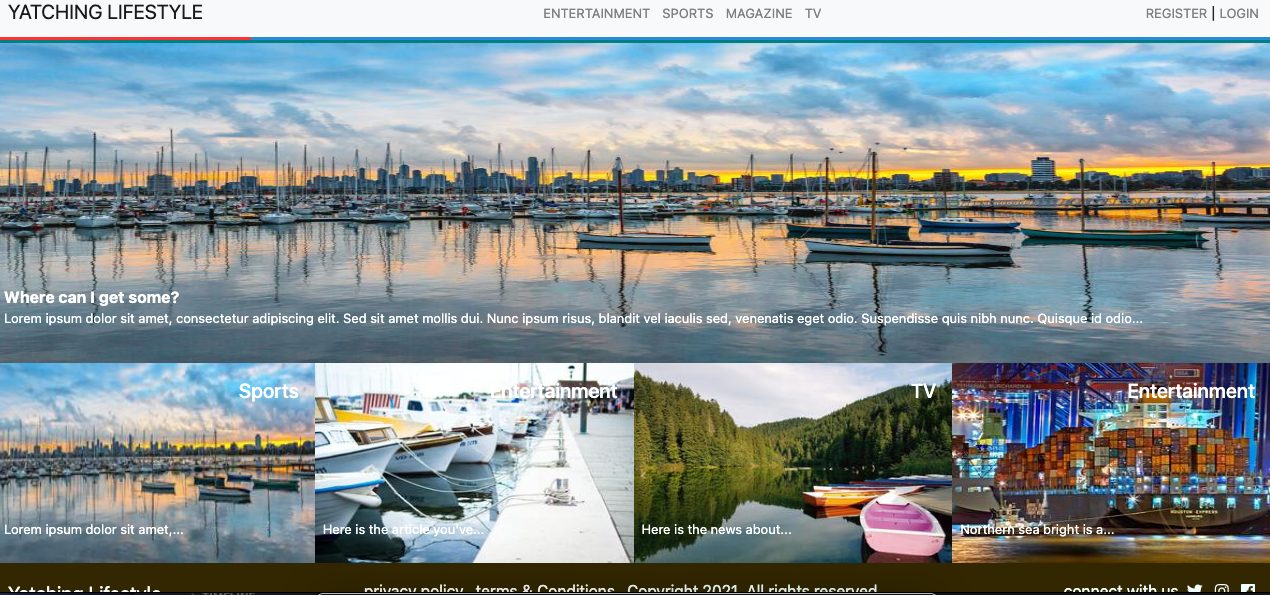 YATCHING LIFESTYLE
ENTERTAINMENT SPORTS MAGAZINE TV
REGISTER | LOGIN
Where can I get some?
Lorem ipsum dolor sit amet, consectetur adipiscing elit. Sed sit amet mollis dui. Nunc ipsum risus, blandit vel iaculis sed, venenatis eget odio. Suspendisse quis nibh nunc. Quisque id odio...
Sports
Entertainment
TV
Entertainment
Lorem ipsum dolor sit amet,...
Here is the article you've...
Here is the news about...
Northern sea bright is a...
HOUSTON EXPRESS
Yatching Lifestyle
TIMELINE
privacy policy terms & Conditions Copyright 2021. All rights reserved
connect with us